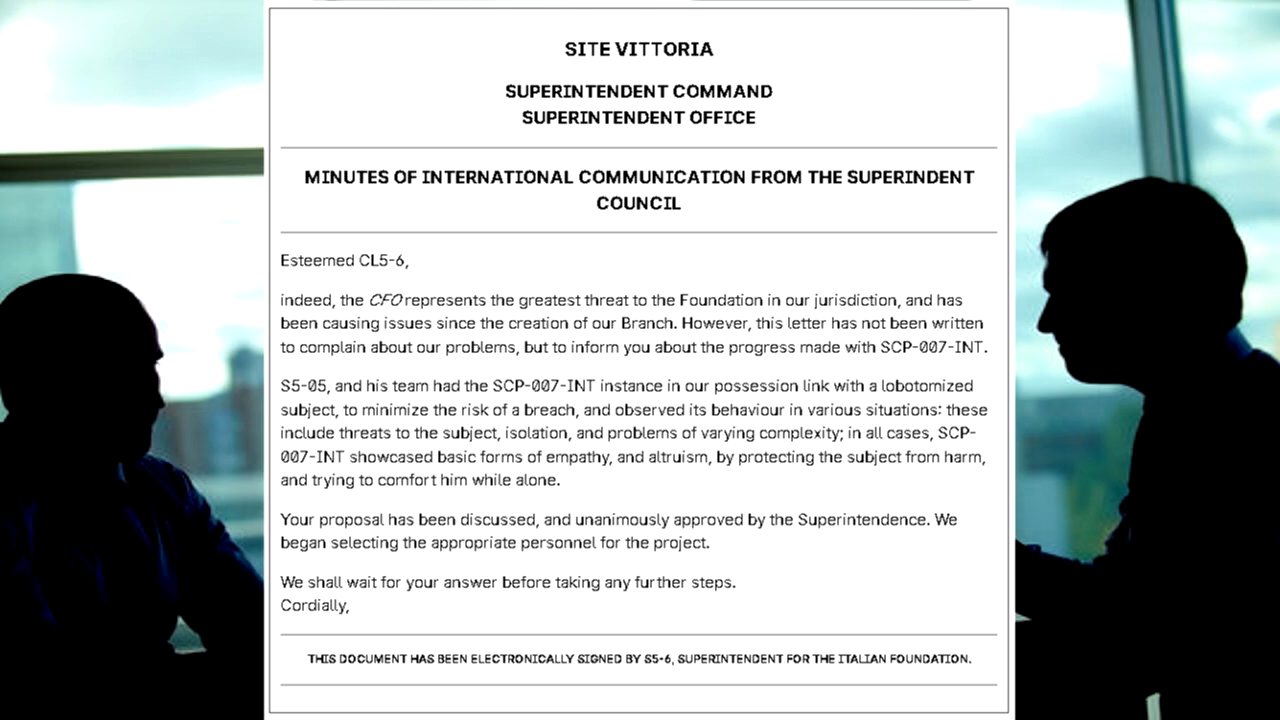 SITE VITTORIA
SUPERINTENDENT COMMAND
SUPERINTENDENT OFFICE
MINUTES OF INTERNATIONAL COMMUNICATION FROM THE SUPERINDENT
COUNCIL
Esteemed CL5-6,
indeed, the CFO represents the greatest threat to the Foundation in our jurisdiction, and has
been causing issues since the creation of our Branch. However, this letter has not been written
to complain about our problems, but to inform you about the progress made with SCP-007-INT.
S5-05, and his team had the SCP-007-INT instance in our possession link with a lobotomized
subject, to minimize the risk of a breach, and observed its behaviour in various situations: these
include threats to the subject, isolation, and problems of varying complexity; in all cases, SCP-
007-INT showcased basic forms of empathy, and altruism, by protecting the subject from harm,
and trying to comfort him while alone.
Your proposal has been discussed, and unanimously approved by the Superintendence. We
began selecting the appropriate personnel for the project.
We shall wait for your answer before taking any further steps.
Cordially,
THIS DOCUMENT HAS BEEN ELECTRONICALLY SIGNED BY S5-6, SUPERINTENDENT FOR THE ITALIAN FOUNDATION.